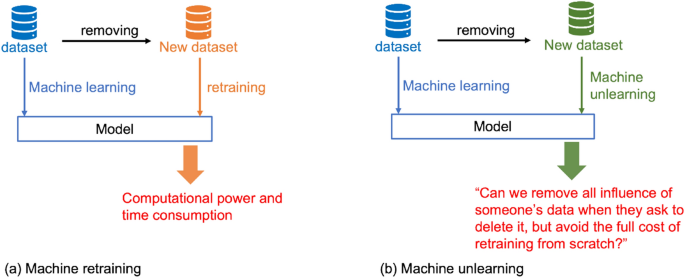 removing
dataset
New dataset
Machine learning
retraining
Model
Computational power and
time consumption
(a) Machine retraining
removing
dataset
New dataset
Machine learning
Machine
unlearning
Model
“Can we remove all influence of
someone’s data when they ask to
delete it, but avoid the full cost of
retraining from scratch?”
(b) Machine unlearning